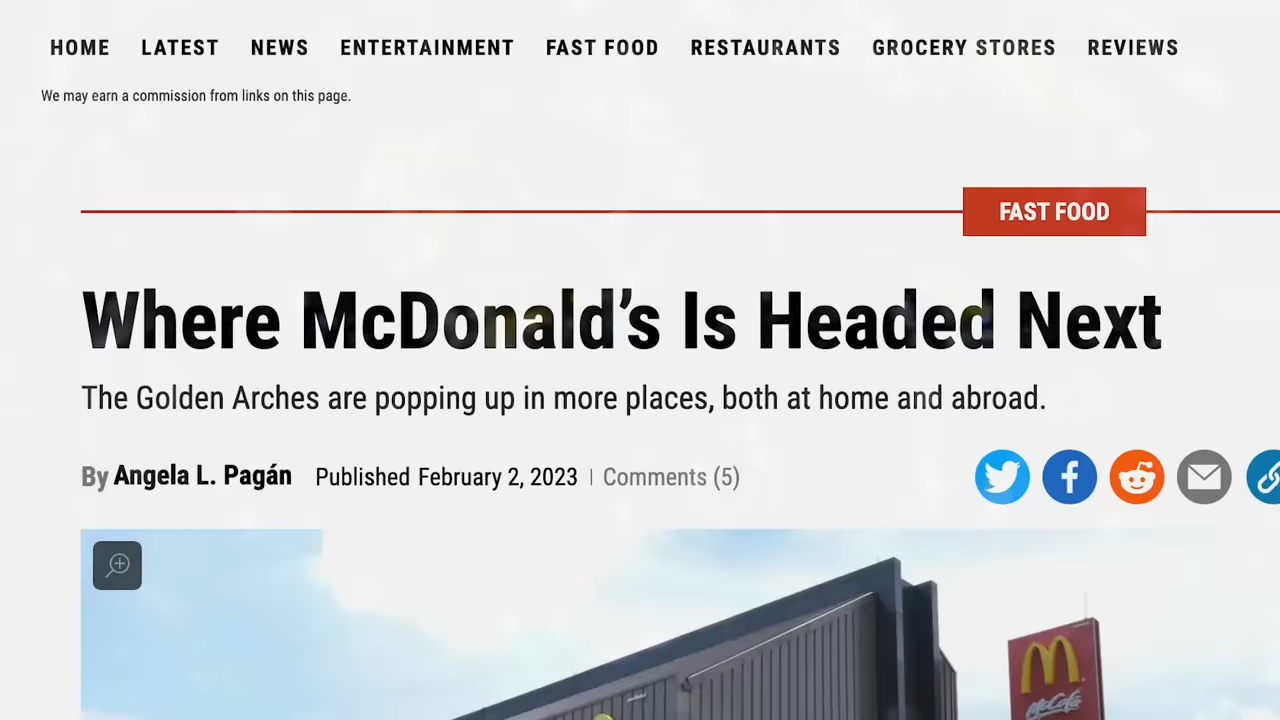 HOME LATEST NEWS ENTERTAINMENT FAST FOOD RESTAURANTS GROCERY STORES REVIEWS
We may earn a commission from links on this page.
FAST FOOD
Where McDonald’s Is Headed Next
The Golden Arches are popping up in more places, both at home and abroad.
By Angela L. Pagán Published February 2, 2023 | Comments (5)
McCafé